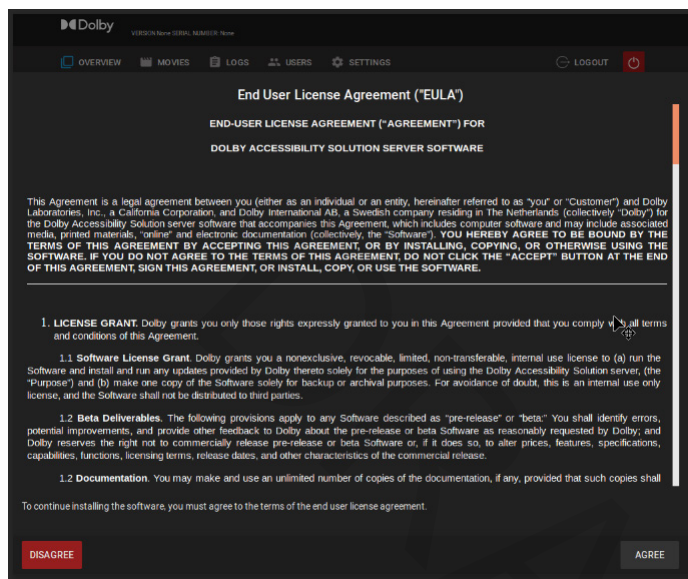 Dolby
VERSION None SERIAL NUMBER: None
OVERVIEW MOVIES LOGS USERS SETTINGS LOGOUT
End User License Agreement ("EULA")
END-USER LICENSE AGREEMENT (“AGREEMENT”) FOR
DOLBY ACCESSIBILITY SOLUTION SERVER SOFTWARE
This Agreement is a legal agreement between you (either as an individual or an entity, hereinafter referred to as “you” or “Customer”) and Dolby
Laboratories, Inc., a California Corporation, and Dolby International AB, a Swedish company residing in The Netherlands (collectively “Dolby”) for
the Dolby Accessibility Solution server software that accompanies this Agreement, which includes computer software and may include associated
media, printed materials, “online” and electronic documentation (collectively, the “Software”). YOU HEREBY AGREE TO BE BOUND BY THE
TERMS OF THIS AGREEMENT BY ACCEPTING THIS AGREEMENT, OR BY INSTALLING, COPYING, OR OTHERWISE USING THE
SOFTWARE. IF YOU DO NOT AGREE TO THE TERMS OF THIS AGREEMENT, DO NOT CLICK THE “ACCEPT” BUTTON AT THE END
OF THIS AGREEMENT, SIGN THIS AGREEMENT, OR INSTALL, COPY, OR USE THE SOFTWARE.
1. LICENSE GRANT. Dolby grants you only those rights expressly granted to you in this Agreement provided that you comply with all terms
and conditions of this Agreement.
1.1 Software License Grant. Dolby grants you a nonexclusive, revocable, limited, non-transferable, internal use license to (a) run the
Software and install and run any updates provided by Dolby thereto solely for the purposes of using the Dolby Accessibility Solution server, (the
“Purpose”) and (b) make one copy of the Software solely for backup or archival purposes. For avoidance of doubt, this is an internal use only
license, and the Software shall not be distributed to third parties.
1.2 Beta Deliverables. The following provisions apply to any Software described as “pre-release” or “beta:” You shall identify errors,
potential improvements, and provide other feedback to Dolby about the pre-release or beta Software as reasonably requested by Dolby; and
Dolby reserves the right not to commercially release pre-release or beta Software or, if it does so, to alter prices, features, specifications,
capabilities, functions, licensing terms, release dates, and other characteristics of the commercial release.
1.2 Documentation. You may make and use an unlimited number of copies of the documentation, if any, provided that such copies shall
To continue installing the software, you must agree to the terms of the end user license agreement.
DISAGREE AGREE